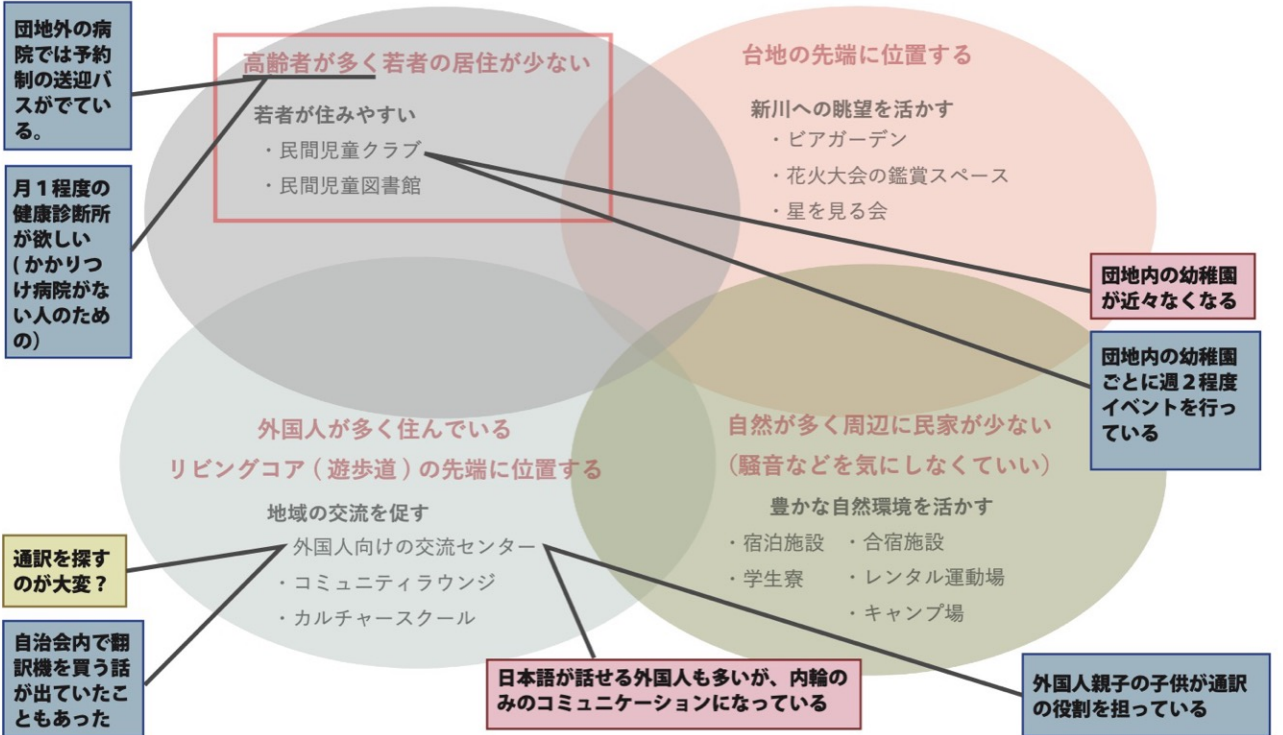 団地外の病
院では予約
制の送迎バ
スがでてい
る。
月1程度の
健康診断所
が欲しい
(かかりつ
け病院がな
い人のため
の)
高齢者が多く若者の居住が少ない
若者が住みやすい
・民間児童クラブ
・民間児童図書館
台地の先端に位置する
新川への眺望を活かす
・ビアガーデン
・花火大会の鑑賞スペース
・星を見る会
団地内の幼稚園
が近々なくなる
団地内の幼稚園
ごとに週2程度
イベントを行っ
ている
外国人が多く住んでいる
リビングコア(遊歩道)の先端に位置する
地域の交流を促す
外国人向けの交流センター
・コミュニティラウンジ
・カルチャースクール
自然が多く周辺に民家が少ない
(騒音などを気にしなくていい)
豊かな自然環境を活かす
・宿泊施設 ・合宿施設
・学生寮 ・レンタル運動場
・キャンプ場
通訳を探す
のが大変?
自治会内で翻
訳機を買う話
が出ていたこ
ともあった
日本語が話せる外国人も多いが、内輪の
みのコミュニケーションになっている
外国人親子の子供が通訳
の役割を担っている